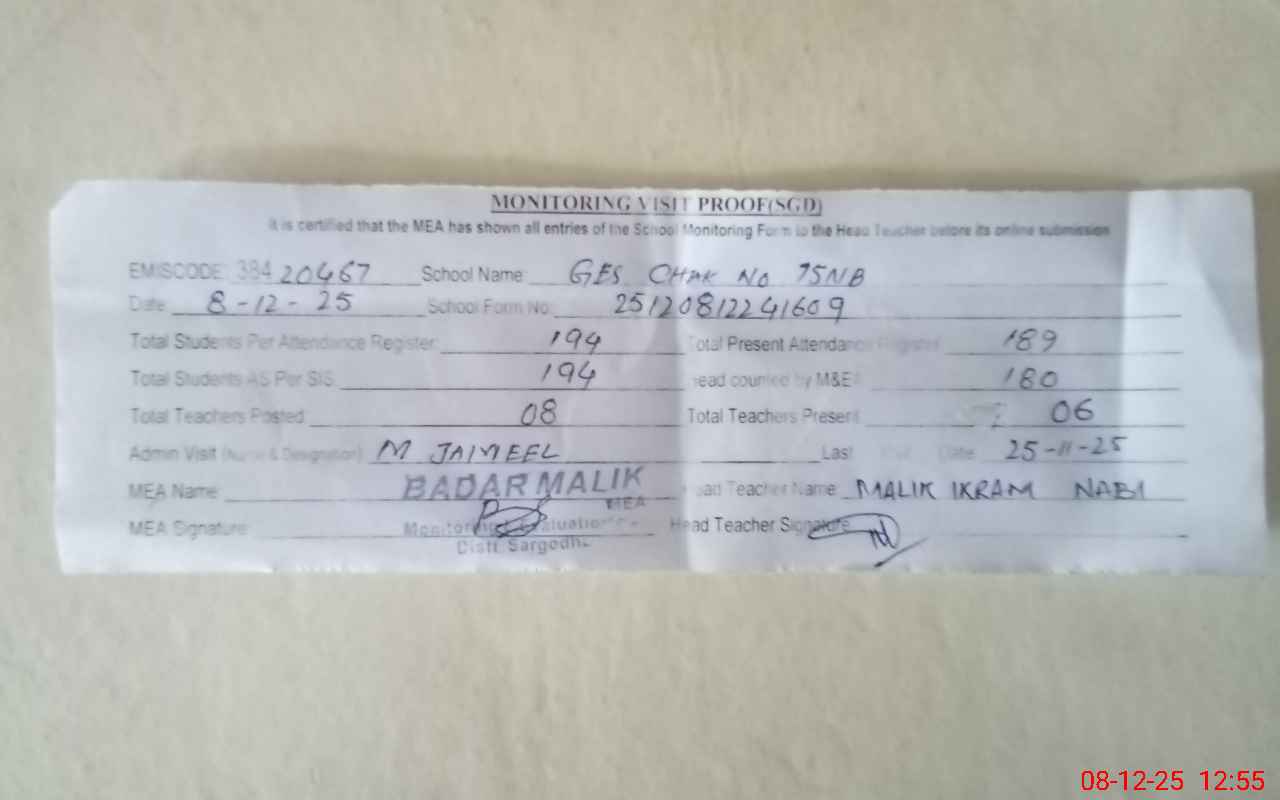 MONITORING VISIT PROOF(SGD)
It is certified that the MEA has shown all entries of the School Monitoring Form to the Head Teacher before its online submission
EMISCODE: 38420467 School Name: GES CHAK NO 75NB
Date 8-12-25 School Form No: 25120812241609
Total Students Per Attendance Register: 194 Total Present Attendance Register 189
Total Students AS Per SIS 194 Head counted by M&E 180
Total Teachers Posted: 08 Total Teachers Present 06
Admin Visit (Name & Designation) M JAMEEL Last Visit Date 25-11-25
MEA Name: BADAR MALIK Head Teacher Name: MALIK IKRAM NABI
MEA
MEA Signature: Monitoring Evaluation Head Teacher Signature
Distt. Sargodha
08-12-25 12:55